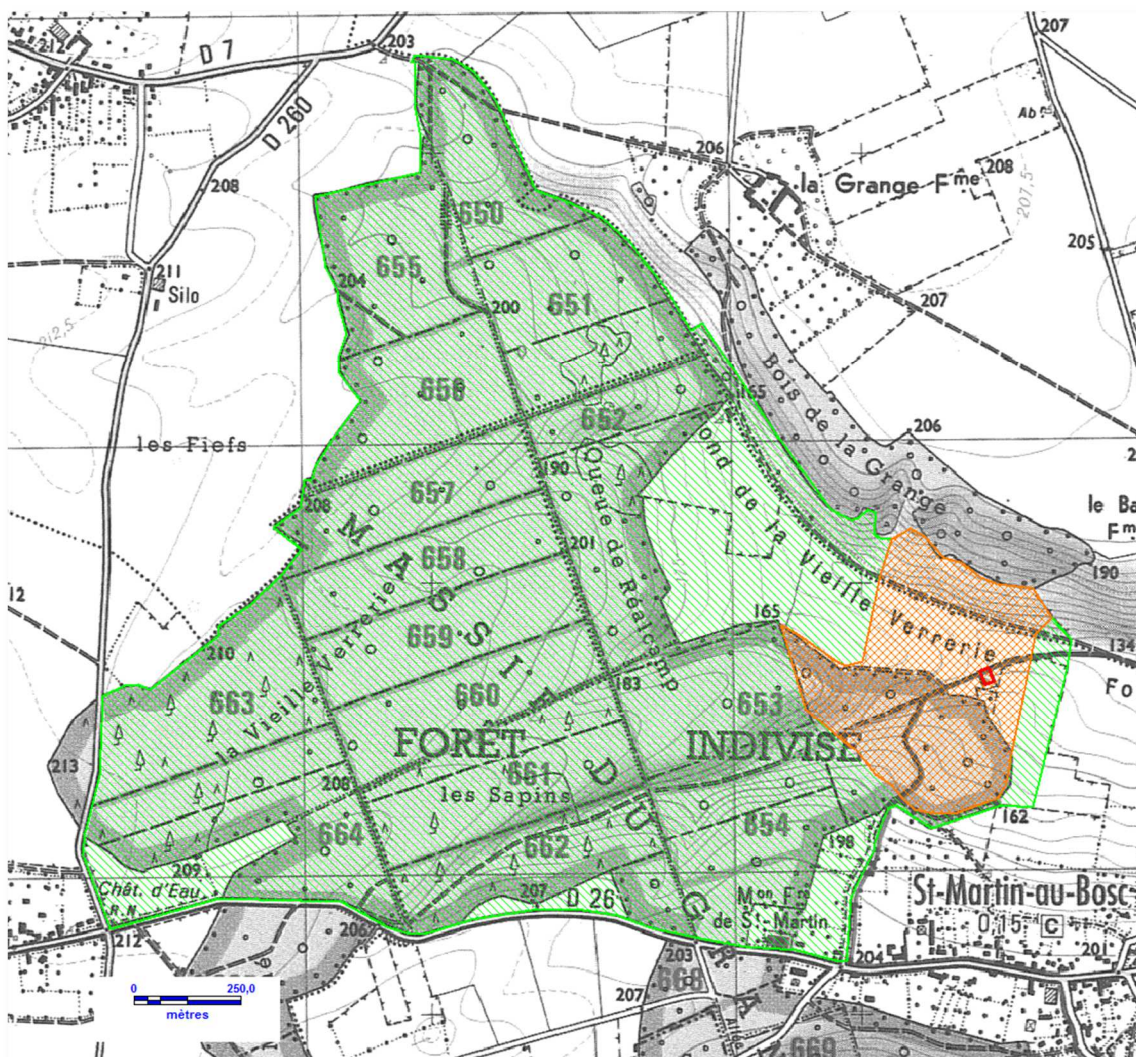 212
D 7
203
207
D 260
Ab
208
206
la Grange Fme
208
207,5
205
650
655
204
211
Silo
200
651
207
212,5
656
165
652
Bois de la Grange
206
les Fiefs
190
657
208
Queue de Réalcamp
Fond de la Vieille Verrerie
le Ba
Fm
201
658
190
12
MASSIF DU GRA
659
165
210
134
663
la Vieille Verrerie
660
183
653
Fo
213
FORÊT INDIVISE
661
208
les Sapins
162
664
654
198
662
209
Chât. d'Eau
R.N.
207
D 26
Mon Fre
de St-Martin
St-Martin-au-Bosc
0,15 C
212
206
203
204
201
668
207
669
0 250,0
mètres